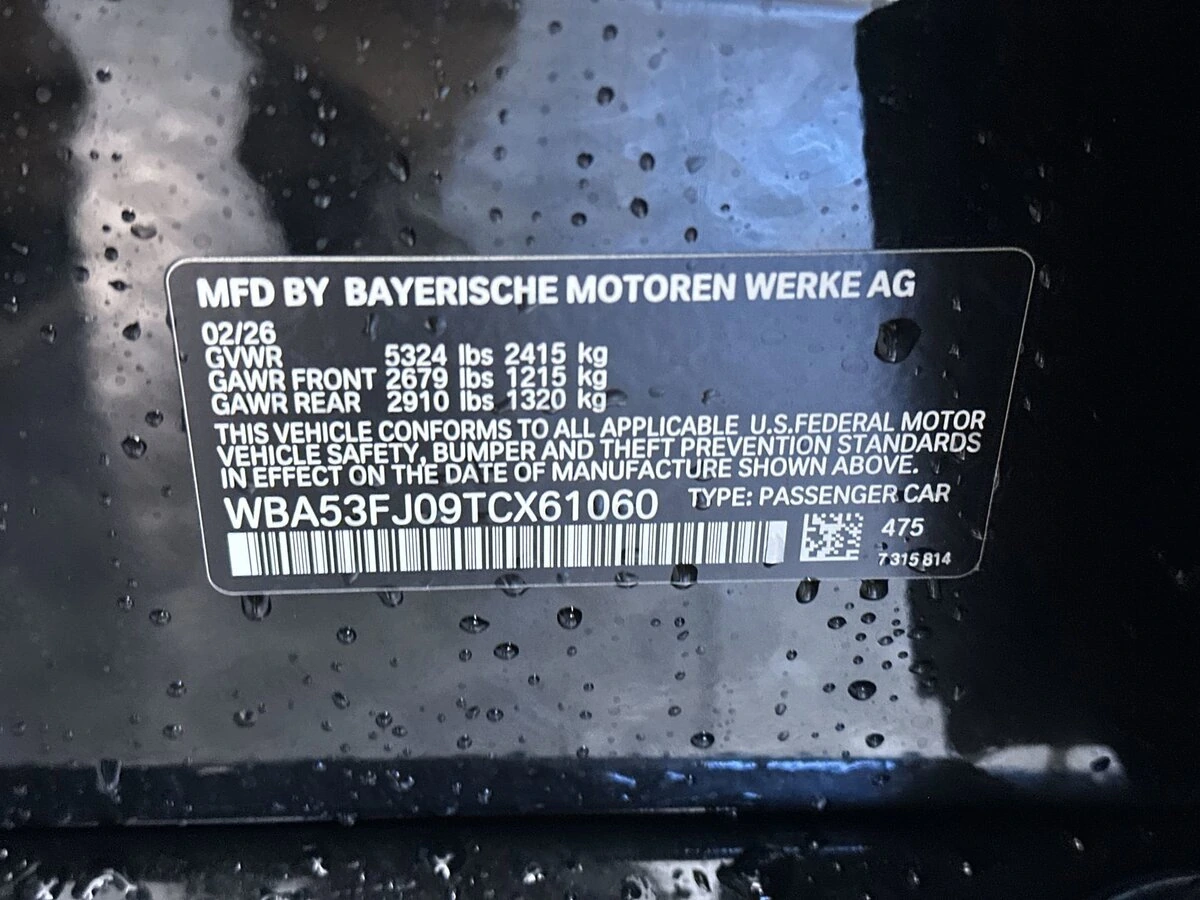 MFD BY BAYERISCHE MOTOREN WERKE AG
02/26
GVWR 5324 lbs 2415 kg
GAWR FRONT 2679 lbs 1215 kg
GAWR REAR 2910 lbs 1320 kg
THIS VEHICLE CONFORMS TO ALL APPLICABLE U.S.FEDERAL MOTOR
VEHICLE SAFETY, BUMPER AND THEFT PREVENTION STANDARDS
IN EFFECT ON THE DATE OF MANUFACTURE SHOWN ABOVE.
WBA53FJ09TCX61060 TYPE: PASSENGER CAR
475
7 315 814